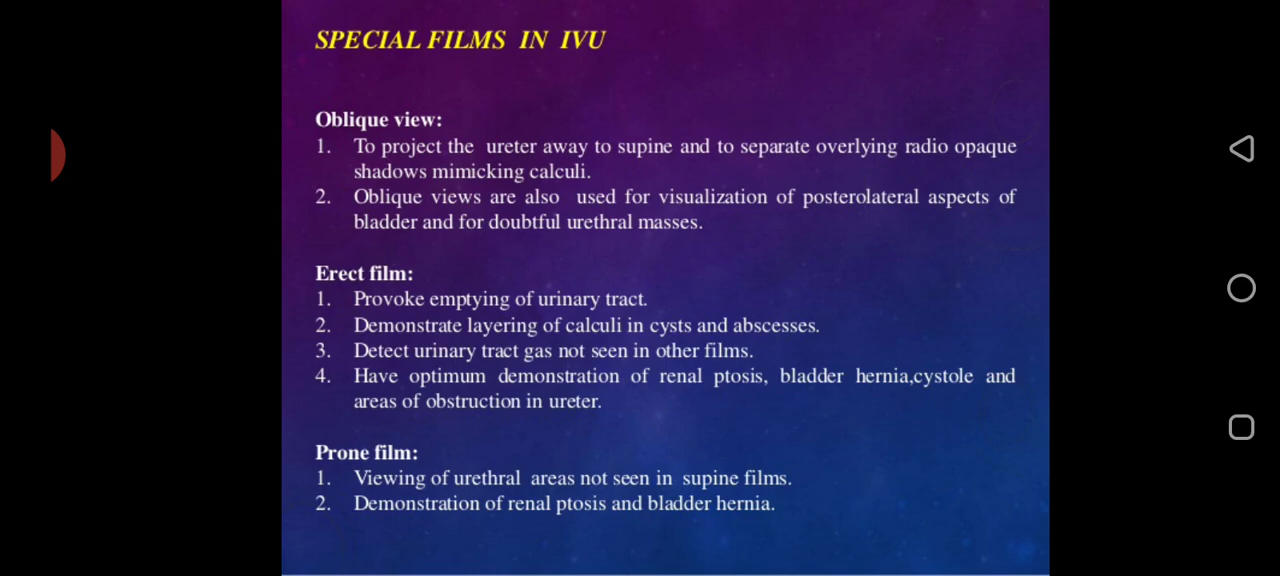 SPECIAL FILMS IN IVU
Oblique view:
1. To project the ureter away to supine and to separate overlying radio opaque
shadows mimicking calculi.
2. Oblique views are also used for visualization of posterolateral aspects of
bladder and for doubtful urethral masses.
Erect film:
1. Provoke emptying of urinary tract.
2. Demonstrate layering of calculi in cysts and abscesses.
3. Detect urinary tract gas not seen in other films.
4. Have optimum demonstration of renal ptosis, bladder hernia,cystole and
areas of obstruction in ureter.
Prone film:
1. Viewing of urethral areas not seen in supine films.
2. Demonstration of renal ptosis and bladder hernia.